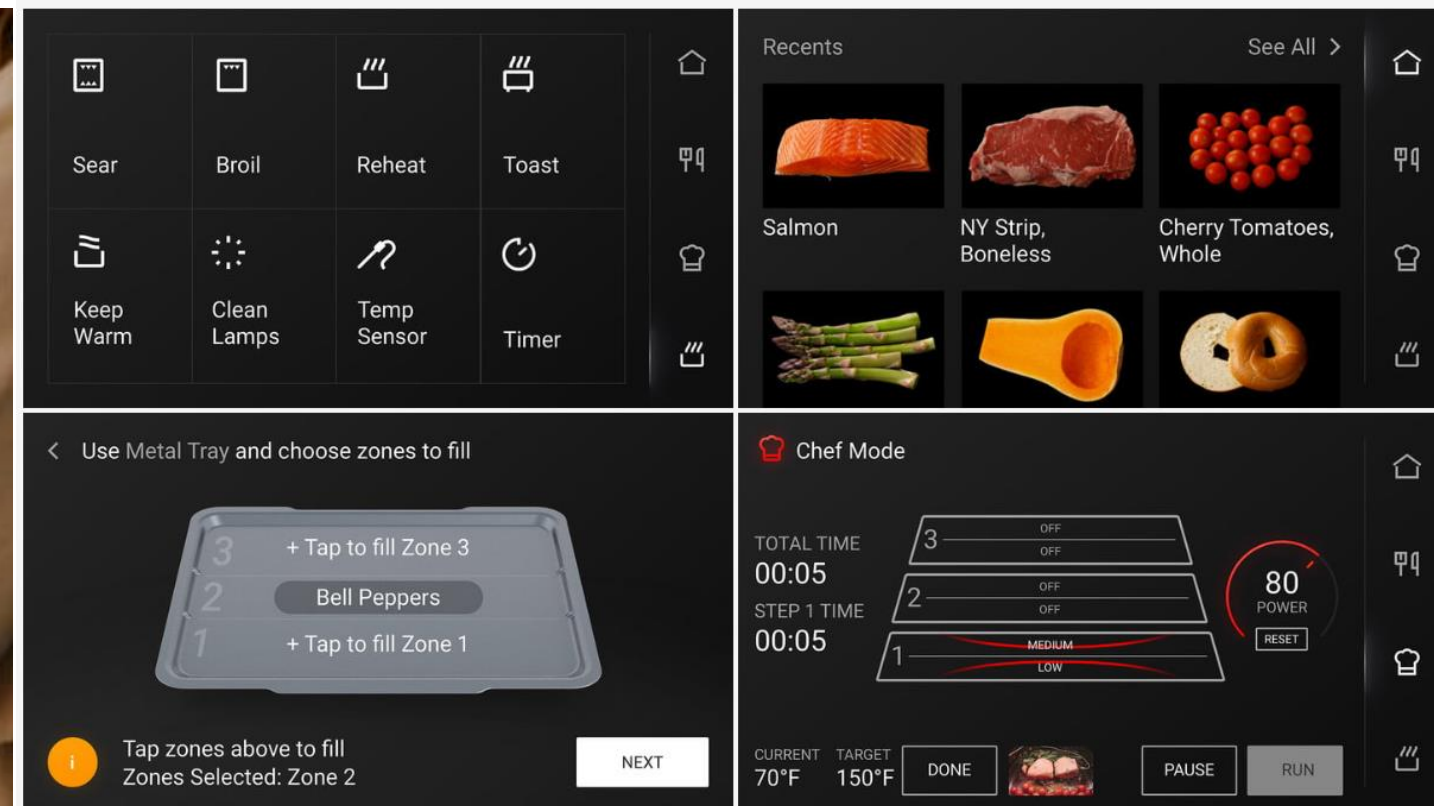 Sear
Broil
Reheat
Toast
Keep
Warm
Clean
Lamps
Temp
Sensor
Timer
Recents
See All >
Salmon
NY Strip,
Boneless
Cherry Tomatoes,
Whole
< Use Metal Tray and choose zones to fill
3 + Tap to fill Zone 3
2 Bell Peppers
1 + Tap to fill Zone 1
i
Tap zones above to fill
Zones Selected: Zone 2
NEXT
Chef Mode
TOTAL TIME
00:05
STEP 1 TIME
00:05
3
OFF
OFF
2
OFF
OFF
1
MEDIUM
LOW
80
POWER
RESET
CURRENT
70°F
TARGET
150°F
DONE
PAUSE
RUN